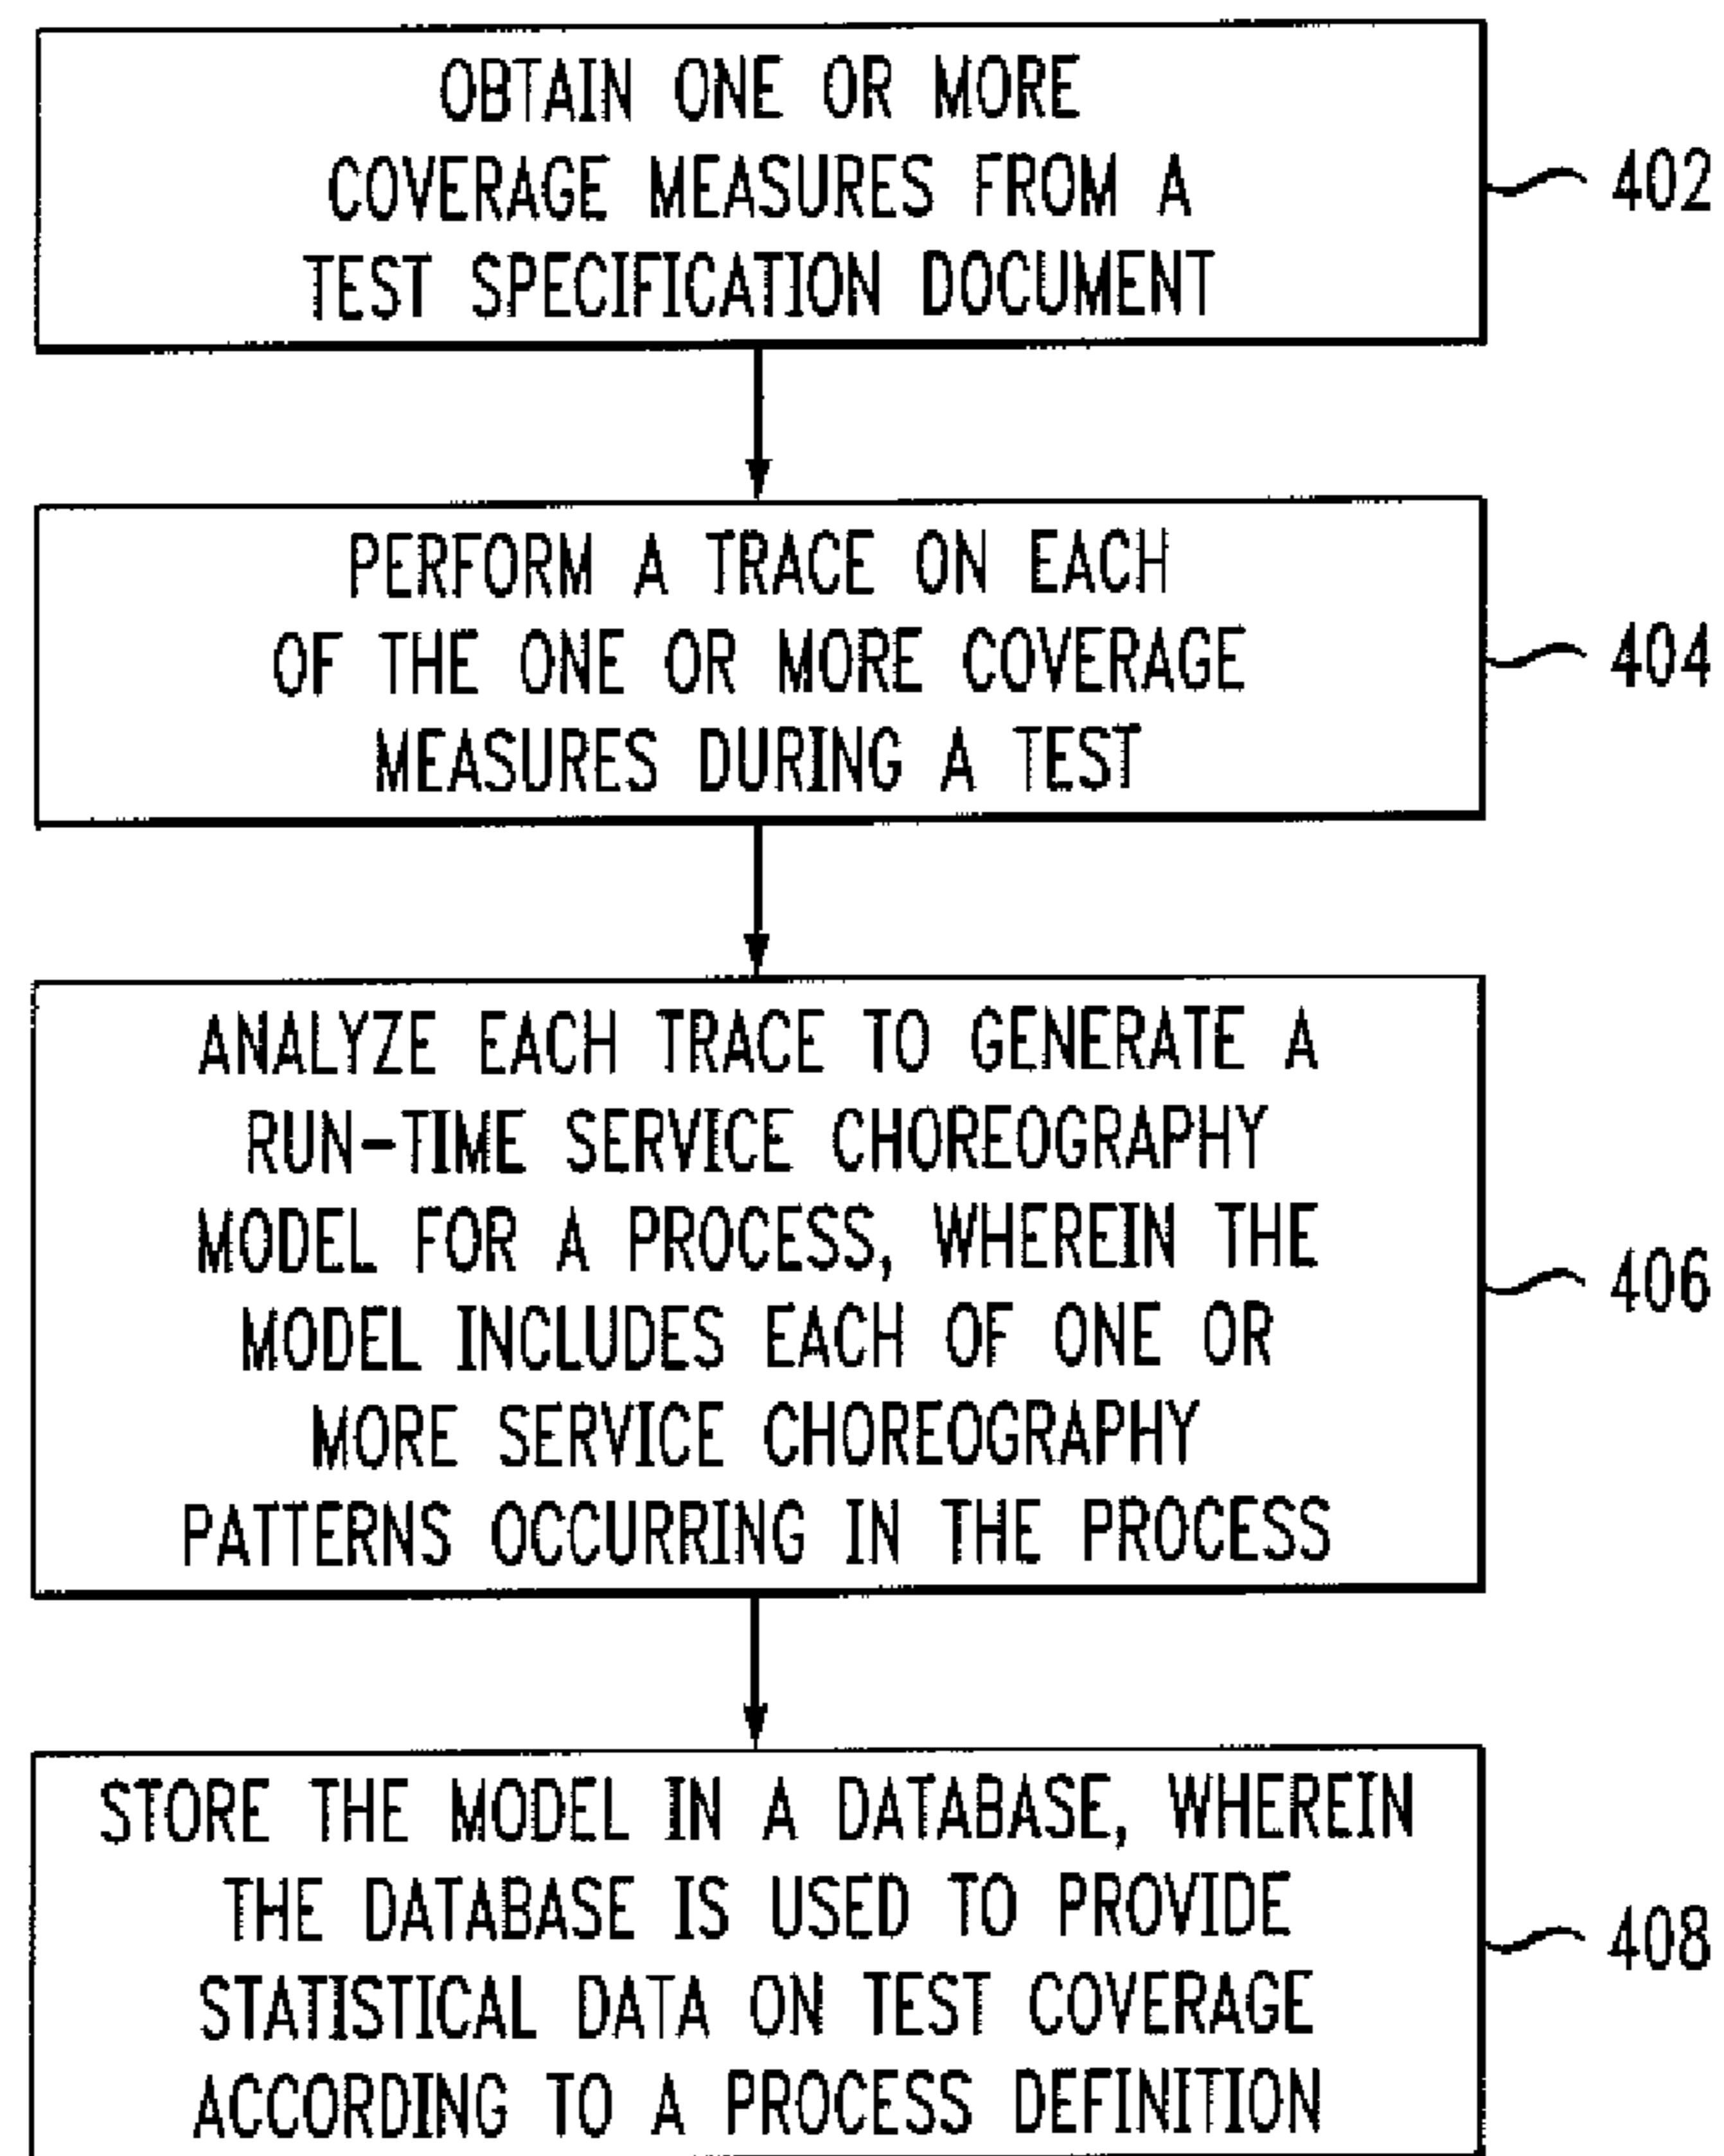 OBTAIN ONE OR MORE
COVERAGE MEASURES FROM A
TEST SPECIFICATION DOCUMENT
402
PERFORM A TRACE ON EACH
OF THE ONE OR MORE COVERAGE
MEASURES DURING A TEST
404
ANALYZE EACH TRACE TO GENERATE A
RUN-TIME SERVICE CHOREOGRAPHY
MODEL FOR A PROCESS, WHEREIN THE
MODEL INCLUDES EACH OF ONE OR
MORE SERVICE CHOREOGRAPHY
PATTERNS OCCURRING IN THE PROCESS
406
STORE THE MODEL IN A DATABASE, WHEREIN
THE DATABASE IS USED TO PROVIDE
STATISTICAL DATA ON TEST COVERAGE
ACCORDING TO A PROCESS DEFINITION
408